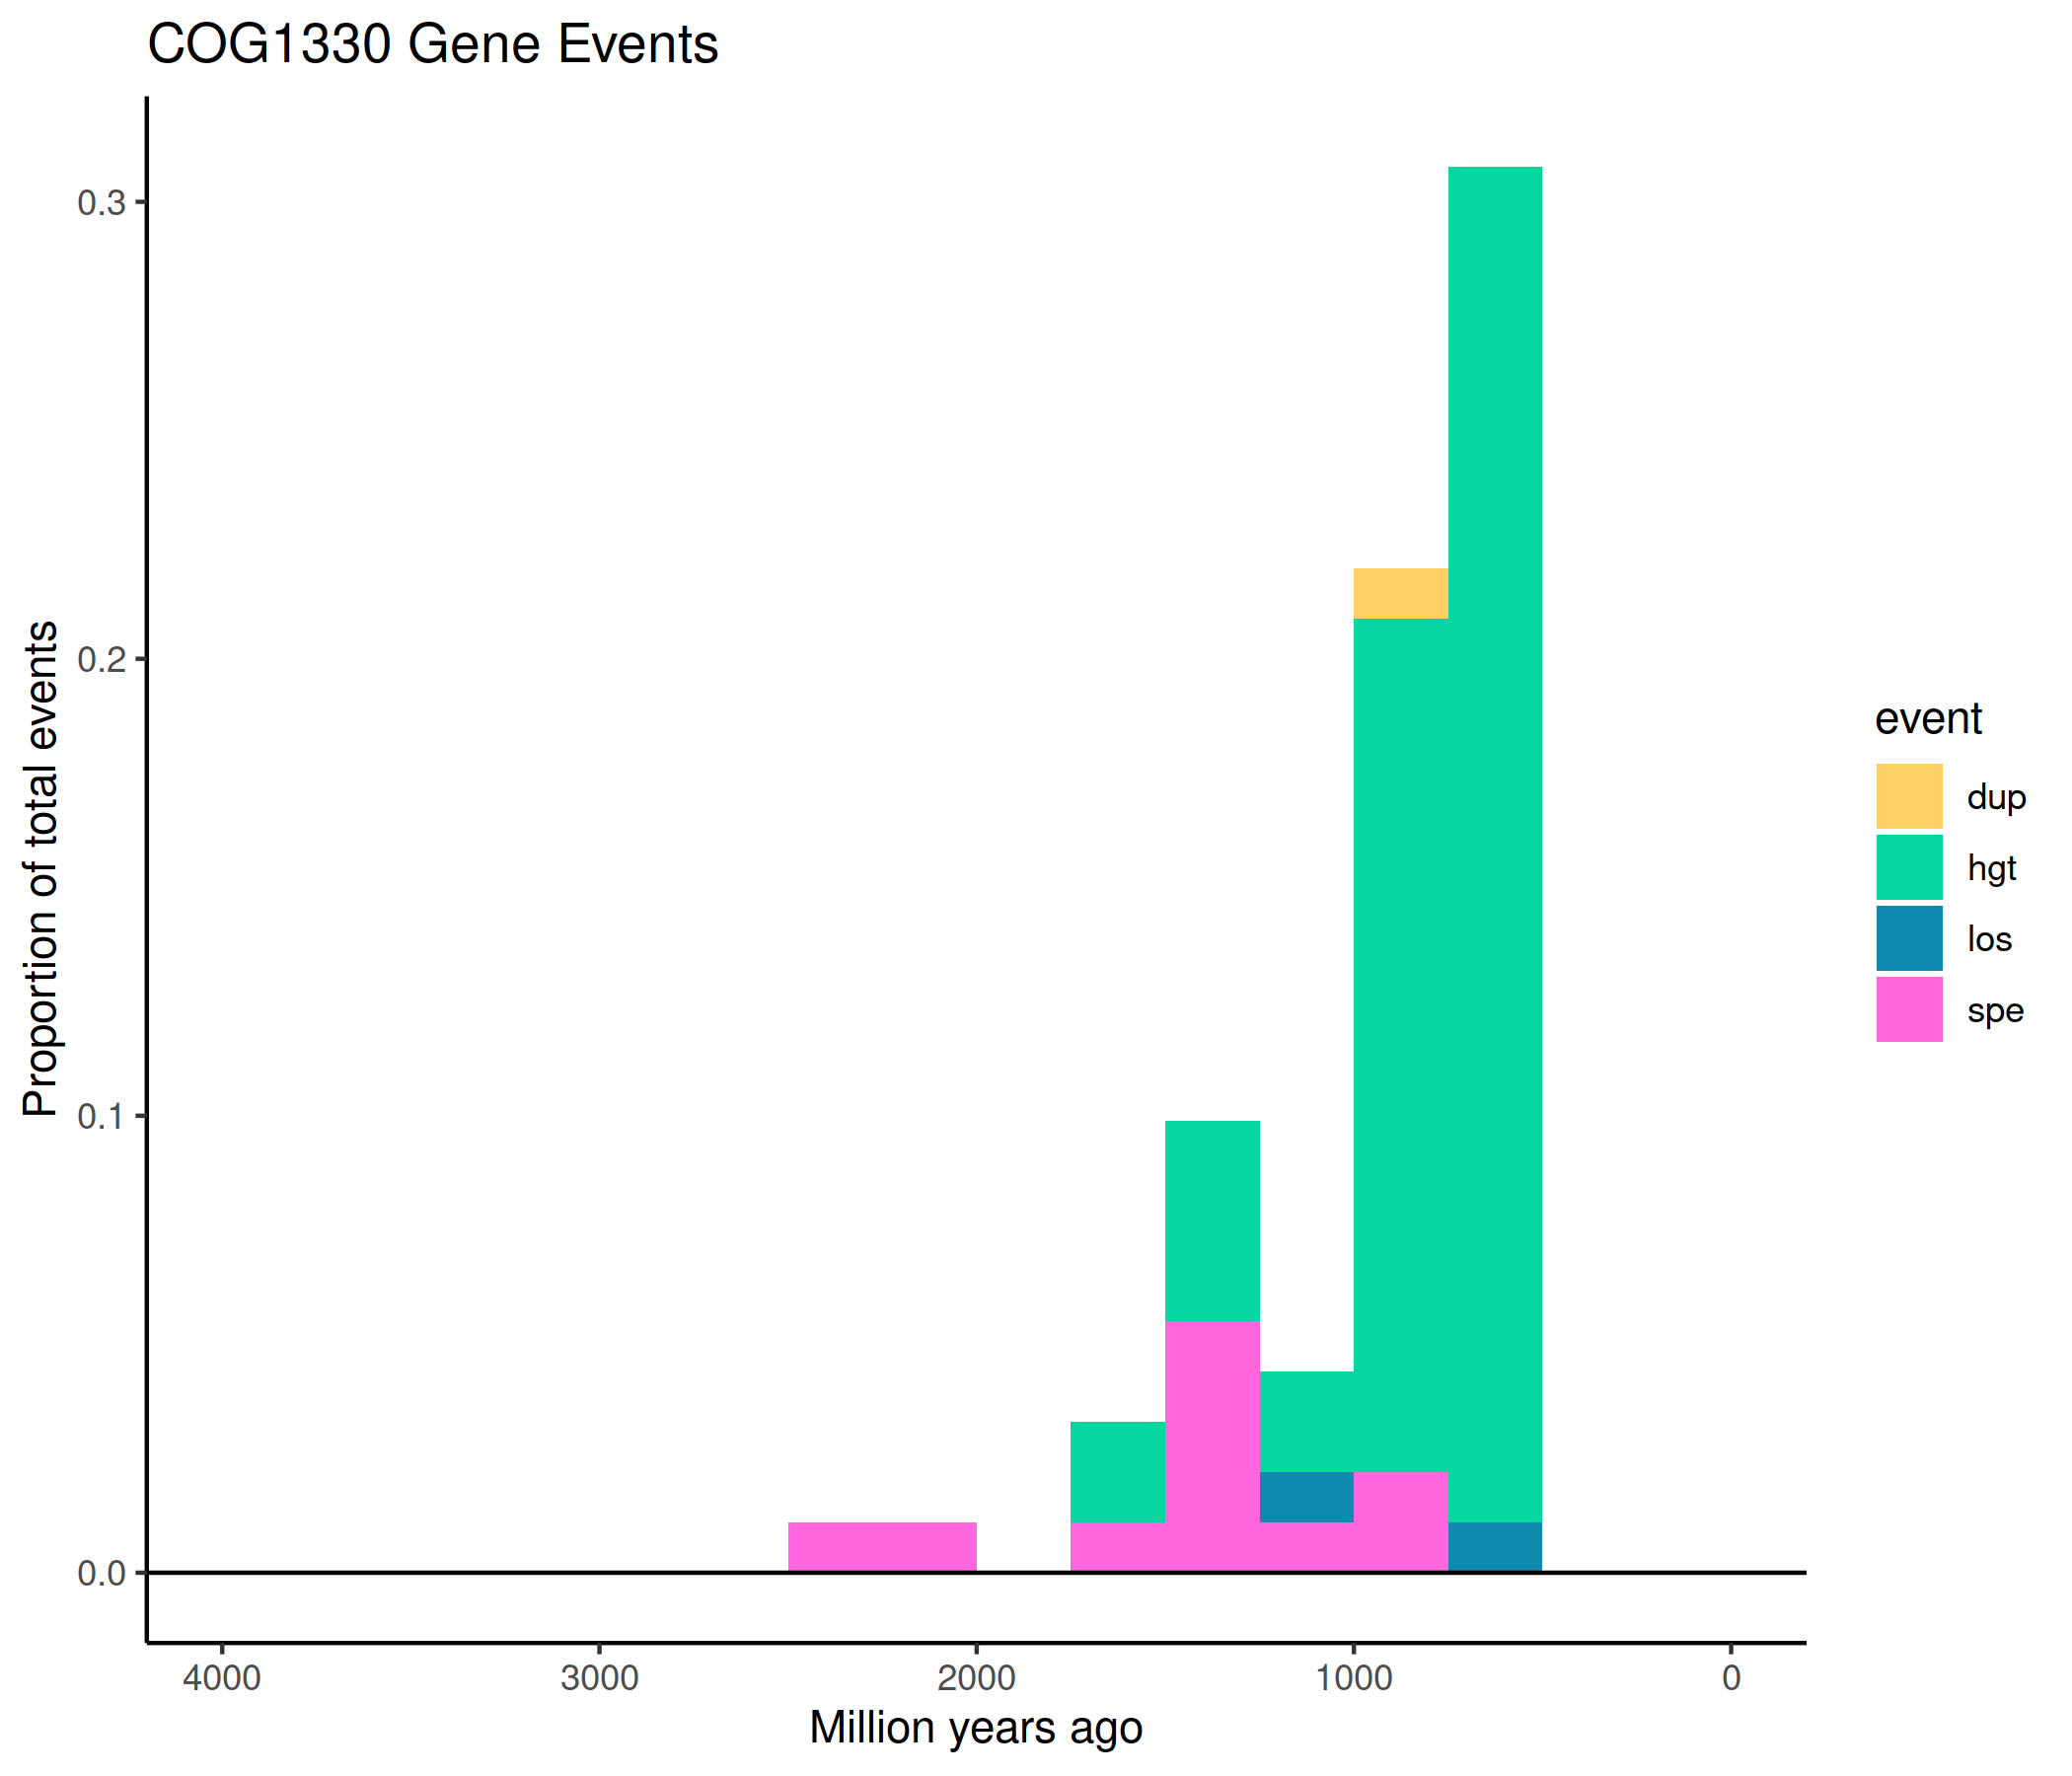 COG1330 Gene Events
Proportion of total events
0.3
0.2
0.1
0.0
4000 3000 2000 1000 0
Million years ago
event
dup
hgt
los
spe